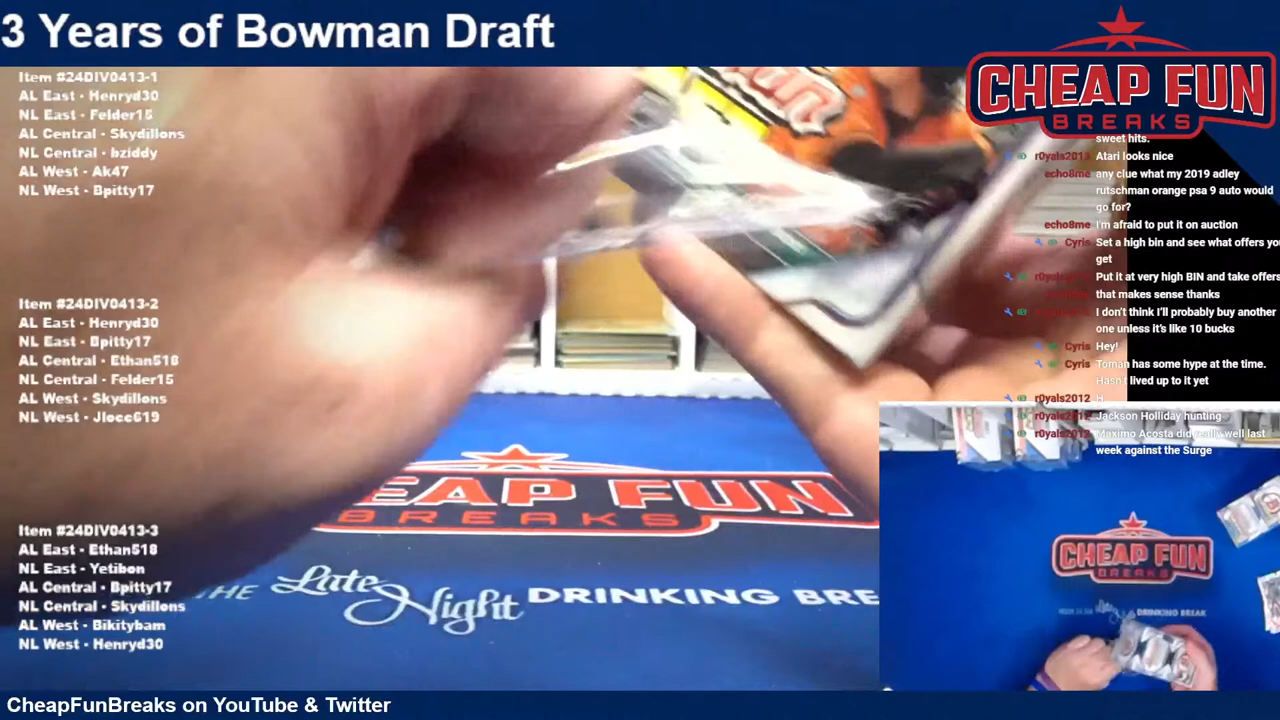 3 Years of Bowman Draft
CHEAP FUN
BREAKS
Item #24DIV0413-1
AL East - Henryd30
NL East - Felder15
AL Central - Skydillons
NL Central - bziddy
AL West - Ak47
NL West - Bpitty17
Item #24DIV0413-2
AL East - Henryd30
NL East - Bpitty17
AL Central - Ethan518
NL Central - Felder15
AL West - Skydillons
NL West - Jlocc619
Item #24DIV0413-3
AL East - Ethan518
NL East - Yetibon
AL Central - Bpitty17
NL Central - Skydillons
AL West - Bikitybam
NL West - Henryd30
sweet hits.
r0yals2013 Atari looks nice
echo8me any clue what my 2019 adley
rutschman orange psa 9 auto would
go for?
echo8me I'm afraid to put it on auction
Cyris Set a high bin and see what offers you
get
Put it at very high BIN and take offers
that makes sense thanks
I don't think I'll probably buy another
one unless it's like 10 bucks
Cyris Hey!
Cyris Toman has some hype at the time.
Hasn't lived up to it yet
r0yals2012 H
r0yals2012 Jackson Holliday hunting
r0yals2012 Maximo Acosta did really well last
week against the Surge
EAP FUN
BREAKS
HE Late Night DRINKING BRE
CHEAP FUN
BREAKS
DRINKING BREAK
CheapFunBreaks on YouTube & Twitter